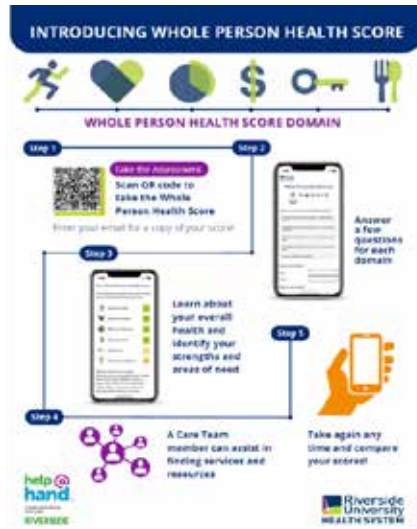 INTRODUCING WHOLE PERSON HEALTH SCORE
WHOLE PERSON HEALTH SCORE DOMAIN
Step 1
Take the Assessment
Scan QR code to
take the Whole
Person Health Score
Enter your email for a copy of your score
Step 2
Answer
a few
questions
for each
domain
Step 3
Learn about
your overall
health and
identify your
strengths and
areas of need
Step 4
A Care Team
member can assist in
finding services and
resources
Step 5
Take again any
time and compare
your scores!
help@
hand
RIVERSIDE
Riverside
University
HEALTH SYSTEM